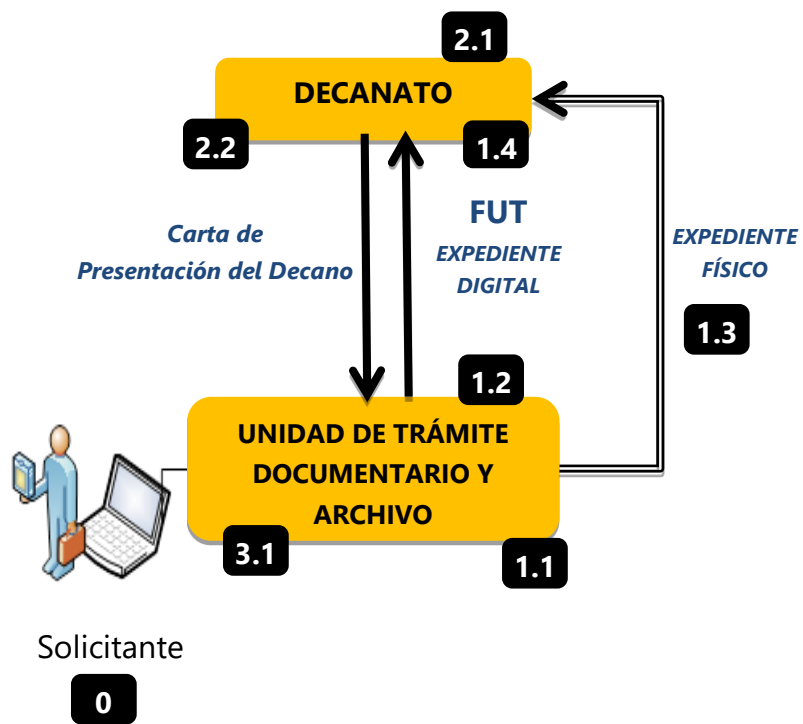 2.1
DECANATO
2.2
1.4
Carta de
Presentación del Decano
FUT
EXPEDIENTE
DIGITAL
EXPEDIENTE
FÍSICO
1.3
1.2
UNIDAD DE TRÁMITE
DOCUMENTARIO Y
ARCHIVO
3.1
1.1
Solicitante
0